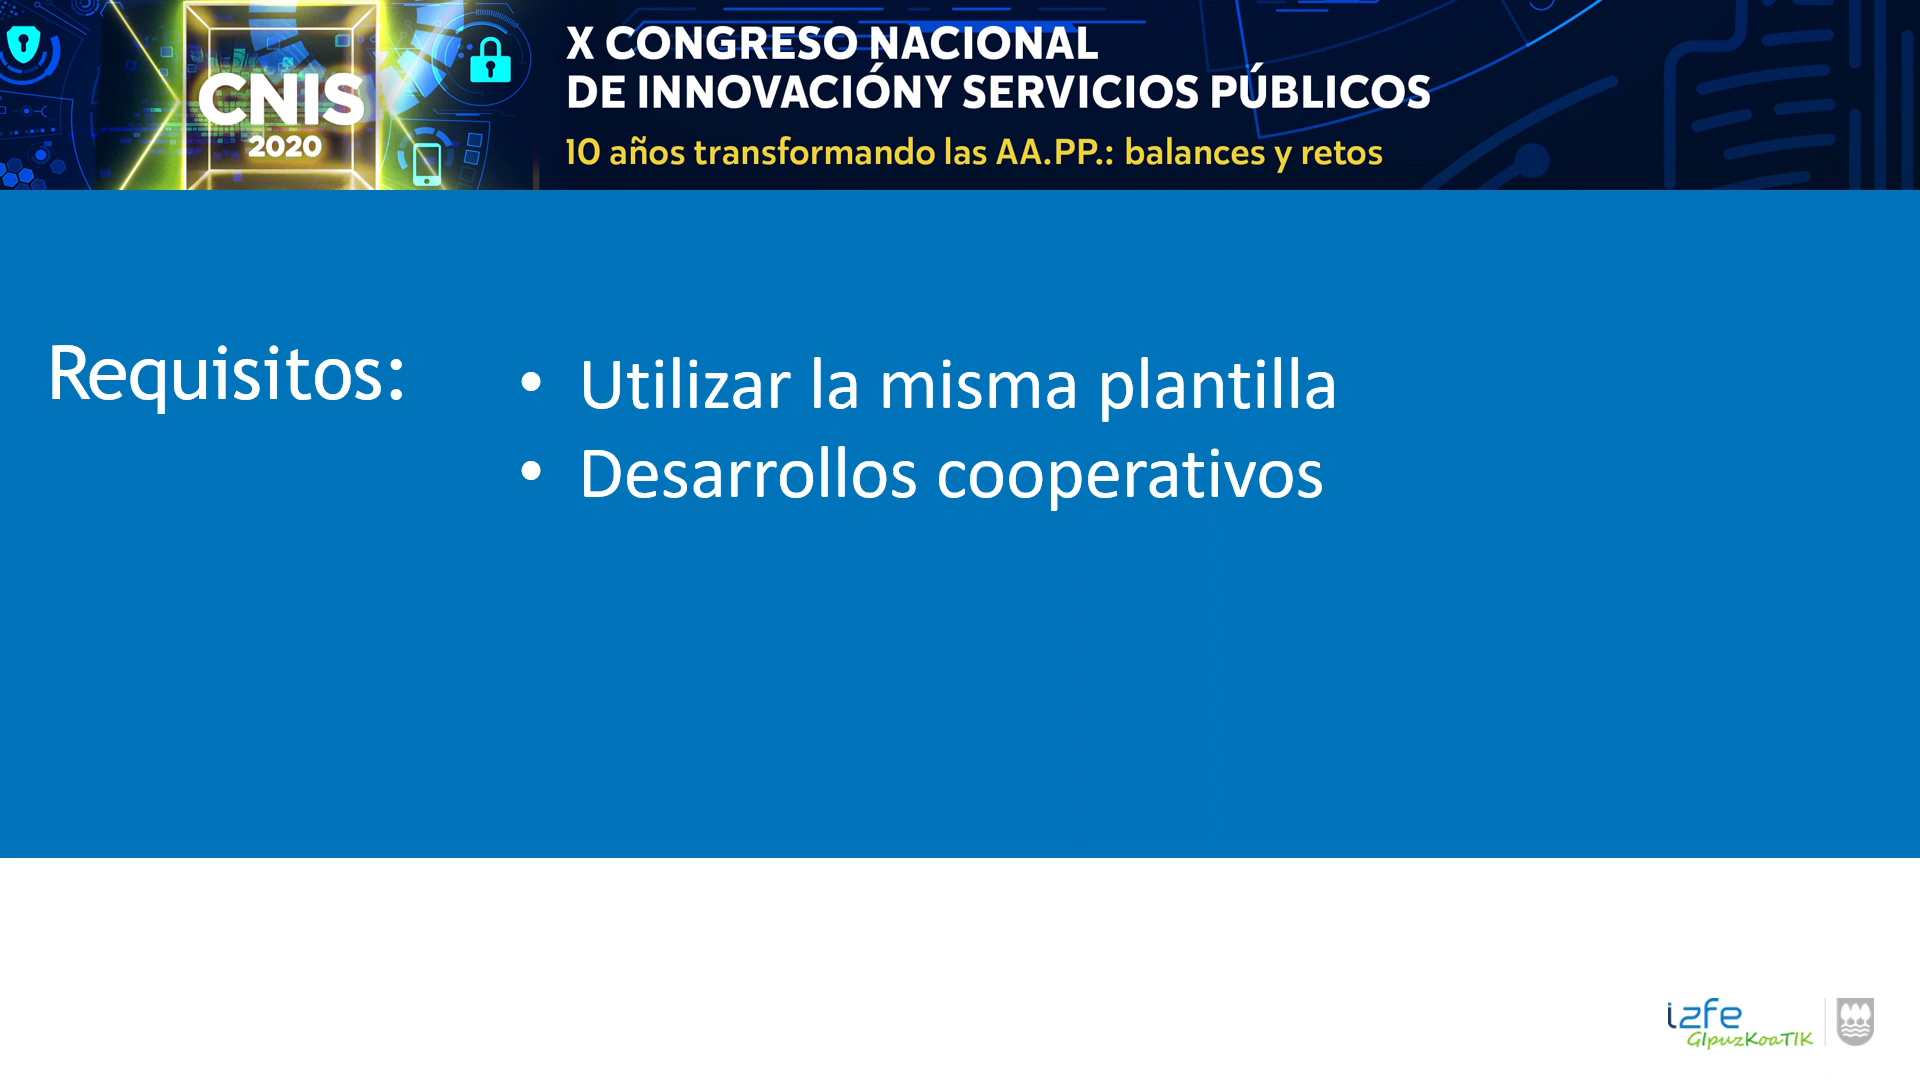 CNIS
2020
X CONGRESO NACIONAL
DE INNOVACIÓNY SERVICIOS PÚBLICOS
10 años transformando las AA.PP.: balances y retos
Requisitos:
• Utilizar la misma plantilla
• Desarrollos cooperativos
izfe
GIpuzKoaTIK